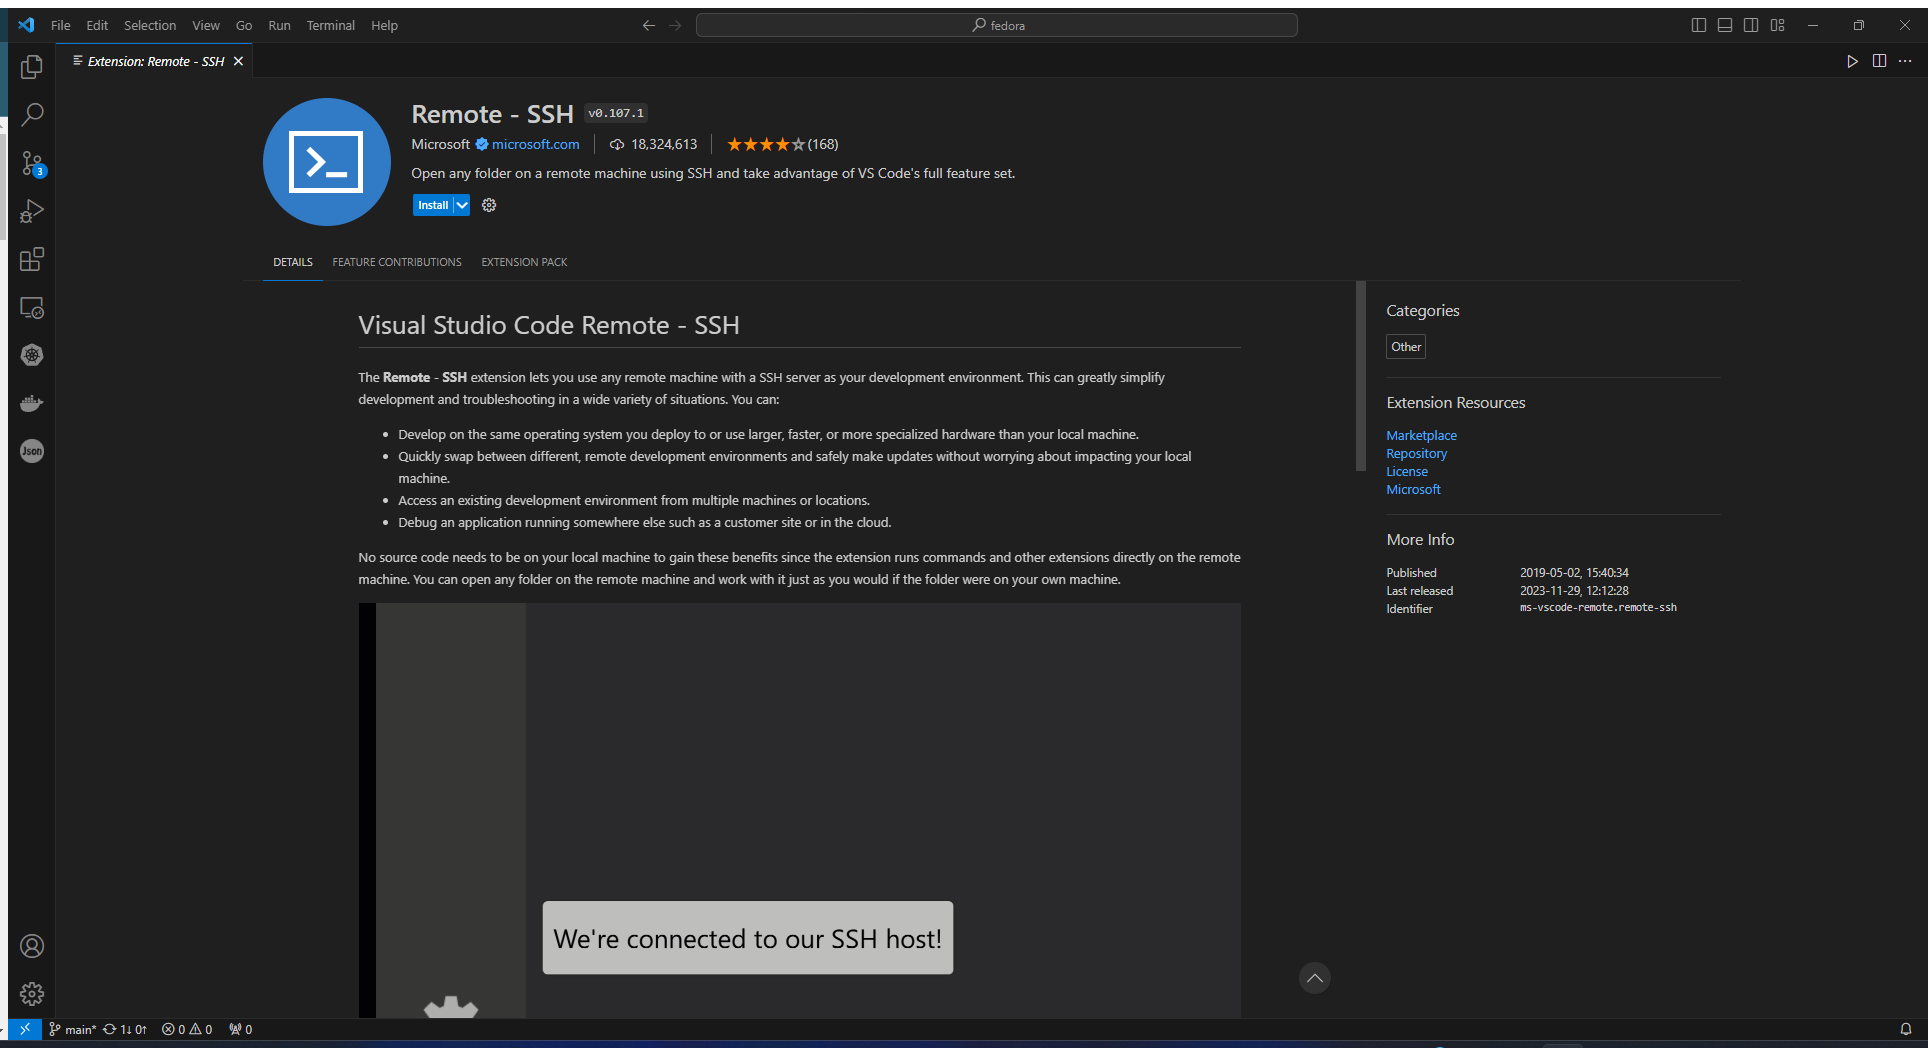 File Edit Selection View Go Run Terminal Help
fedora
Extension: Remote - SSH
Remote - SSH v0.107.1
Microsoft microsoft.com 18,324,613 (168)
Open any folder on a remote machine using SSH and take advantage of VS Code's full feature set.
Install
3
DETAILS FEATURE CONTRIBUTIONS EXTENSION PACK
Visual Studio Code Remote - SSH
The Remote - SSH extension lets you use any remote machine with a SSH server as your development environment. This can greatly simplify
development and troubleshooting in a wide variety of situations. You can:
• Develop on the same operating system you deploy to or use larger, faster, or more specialized hardware than your local machine.
• Quickly swap between different, remote development environments and safely make updates without worrying about impacting your local
machine.
• Access an existing development environment from multiple machines or locations.
• Debug an application running somewhere else such as a customer site or in the cloud.
No source code needs to be on your local machine to gain these benefits since the extension runs commands and other extensions directly on the remote
machine. You can open any folder on the remote machine and work with it just as you would if the folder were on your own machine.
We're connected to our SSH host!
Categories
Other
Extension Resources
Marketplace
Repository
License
Microsoft
More Info
Published 2019-05-02, 15:40:34
Last released 2023-11-29, 12:12:28
Identifier ms-vscode-remote.remote-ssh
Json
main* 1↓ 0↑ 0 0 0